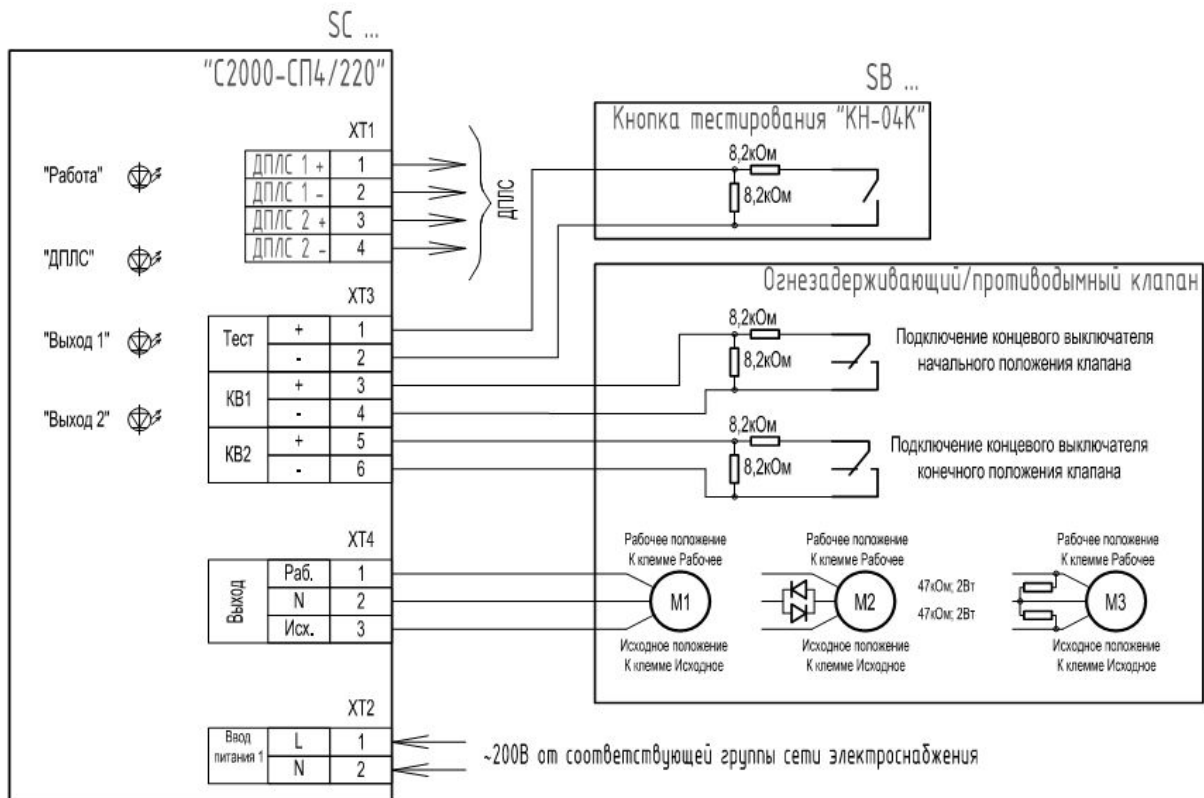 SC ...
"С2000-СП4/220"
"Работа"
"ДПЛС"
"Выход 1"
"Выход 2"
XT1
ДПЛС 1 + 1
ДПЛС 1 - 2
ДПЛС 2 + 3
ДПЛС 2 - 4
ДПЛС
XT3
Тест + 1
- 2
КВ1 + 3
- 4
КВ2 + 5
- 6
XT4
Выход
Раб. 1
N 2
Исх. 3
XT2
Ввод
питания 1
L 1
N 2
~200В от соответствующей группы сети электроснабжения
SB ...
Кнопка тестирования "КН-04К"
8,2кОм
8,2кОм
Огнезадерживающий/противодымный клапан
8,2кОм
8,2кОм
Подключение концевого выключателя
начального положения клапана
8,2кОм
8,2кОм
Подключение концевого выключателя
конечного положения клапана
Рабочее положение
К клемме Рабочее
M1
Исходное положение
К клемме Исходное
Рабочее положение
К клемме Рабочее
M2
Исходное положение
К клемме Исходное
47кОм; 2Вт
47кОм; 2Вт
Рабочее положение
К клемме Рабочее
M3
Исходное положение
К клемме Исходное